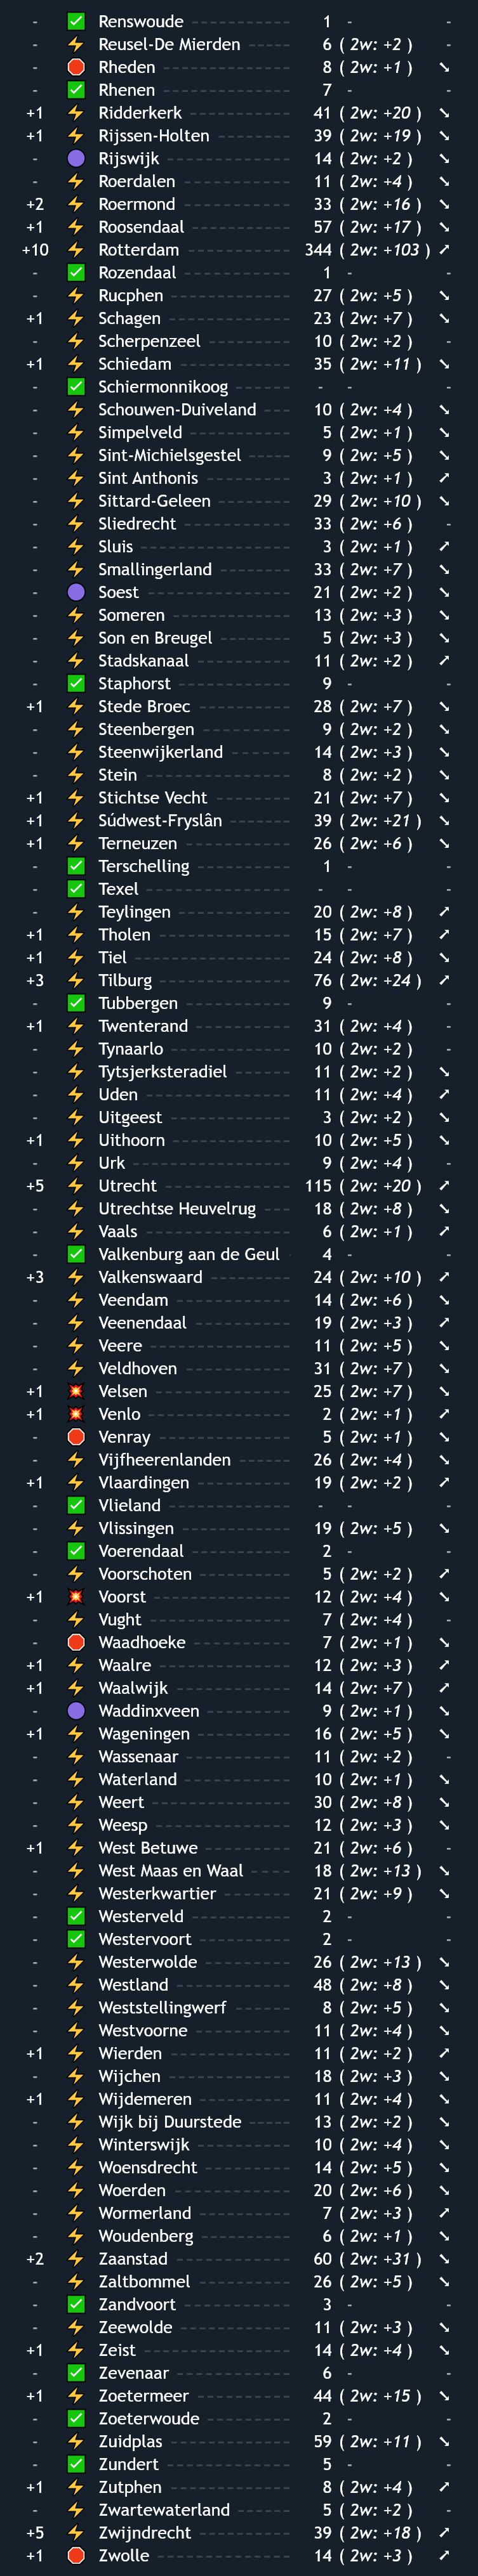 - Renswoude 1 - -
- Reusel-De Mierden 6 ( 2w: +2 ) -
- Rheden 8 ( 2w: +1 ) ➘
- Rhenen 7 - -
+1 Ridderkerk 41 ( 2w: +20 ) ➘
+1 Rijssen-Holten 39 ( 2w: +19 ) ➘
- Rijswijk 14 ( 2w: +2 ) ➘
- Roerdalen 11 ( 2w: +4 ) ➘
+2 Roermond 33 ( 2w: +16 ) ➘
+1 Roosendaal 57 ( 2w: +17 ) ➘
+10 Rotterdam 344 ( 2w: +103 ) ➚
- Rozendaal 1 - -
- Rucphen 27 ( 2w: +5 ) ➘
+1 Schagen 23 ( 2w: +7 ) ➘
- Scherpenzeel 10 ( 2w: +2 ) -
+1 Schiedam 35 ( 2w: +11 ) ➘
- Schiermonnikoog - - -
- Schouwen-Duiveland 10 ( 2w: +4 ) ➘
- Simpelveld 5 ( 2w: +1 ) ➘
- Sint-Michielsgestel 9 ( 2w: +5 ) ➘
- Sint Anthonis 3 ( 2w: +1 ) ➚
- Sittard-Geleen 29 ( 2w: +10 ) ➘
- Sliedrecht 33 ( 2w: +6 ) -
- Sluis 3 ( 2w: +1 ) ➚
- Smallingerland 33 ( 2w: +7 ) ➘
- Soest 21 ( 2w: +2 ) ➘
- Someren 13 ( 2w: +3 ) ➘
- Son en Breugel 5 ( 2w: +3 ) ➘
- Stadskanaal 11 ( 2w: +2 ) ➚
- Staphorst 9 - -
+1 Stede Broec 28 ( 2w: +7 ) ➘
- Steenbergen 9 ( 2w: +2 ) ➘
- Steenwijkerland 14 ( 2w: +3 ) ➘
- Stein 8 ( 2w: +2 ) ➘
+1 Stichtse Vecht 21 ( 2w: +7 ) ➘
+1 Súdwest-Fryslân 39 ( 2w: +21 ) ➘
+1 Terneuzen 26 ( 2w: +6 ) ➘
- Terschelling 1 - -
- Texel - - -
- Teylingen 20 ( 2w: +8 ) ➚
+1 Tholen 15 ( 2w: +7 ) ➚
+1 Tiel 24 ( 2w: +8 ) ➘
+3 Tilburg 76 ( 2w: +24 ) ➚
- Tubbergen 9 - -
+1 Twenterand 31 ( 2w: +4 ) -
- Tynaarlo 10 ( 2w: +2 ) -
- Tytsjerksteradiel 11 ( 2w: +2 ) ➘
- Uden 11 ( 2w: +4 ) ➚
- Uitgeest 3 ( 2w: +2 ) ➘
+1 Uithoorn 10 ( 2w: +5 ) ➘
- Urk 9 ( 2w: +4 ) -
+5 Utrecht 115 ( 2w: +20 ) ➚
- Utrechtse Heuvelrug 18 ( 2w: +8 ) ➘
- Vaals 6 ( 2w: +1 ) ➚
- Valkenburg aan de Geul 4 - -
+3 Valkenswaard 24 ( 2w: +10 ) ➚
- Veendam 14 ( 2w: +6 ) ➘
- Veenendaal 19 ( 2w: +3 ) ➚
- Veere 11 ( 2w: +5 ) ➘
- Veldhoven 31 ( 2w: +7 ) ➘
+1 Velsen 25 ( 2w: +7 ) ➘
+1 Venlo 2 ( 2w: +1 ) ➚
- Venray 5 ( 2w: +1 ) ➘
- Vijfheerenlanden 26 ( 2w: +4 ) ➘
+1 Vlaardingen 19 ( 2w: +2 ) ➚
- Vlieland - - -
- Vlissingen 19 ( 2w: +5 ) ➘
- Voerendaal 2 - -
- Voorschoten 5 ( 2w: +2 ) ➚
+1 Voorst 12 ( 2w: +4 ) ➘
- Vught 7 ( 2w: +4 ) -
- Waadhoeke 7 ( 2w: +1 ) ➘
+1 Waalre 12 ( 2w: +3 ) ➚
+1 Waalwijk 14 ( 2w: +7 ) ➚
- Waddinxveen 9 ( 2w: +1 ) ➘
+1 Wageningen 16 ( 2w: +5 ) ➘
- Wassenaar 11 ( 2w: +2 ) -
- Waterland 10 ( 2w: +1 ) ➘
- Weert 30 ( 2w: +8 ) ➘
- Weesp 12 ( 2w: +3 ) ➘
+1 West Betuwe 21 ( 2w: +6 ) -
- West Maas en Waal 18 ( 2w: +13 ) ➘
- Westerkwartier 21 ( 2w: +9 ) ➘
- Westerveld 2 - -
- Westervoort 2 - -
- Westerwolde 26 ( 2w: +13 ) ➘
- Westland 48 ( 2w: +8 ) ➘
- Weststellingwerf 8 ( 2w: +5 ) ➘
- Westvoorne 11 ( 2w: +4 ) ➘
+1 Wierden 11 ( 2w: +2 ) ➚
- Wijchen 18 ( 2w: +3 ) ➘
+1 Wijdemeren 11 ( 2w: +4 ) ➘
- Wijk bij Duurstede 13 ( 2w: +2 ) ➘
- Winterswijk 10 ( 2w: +4 ) ➘
- Woensdrecht 14 ( 2w: +5 ) ➘
- Woerden 20 ( 2w: +6 ) ➘
- Wormerland 7 ( 2w: +3 ) ➚
- Woudenberg 6 ( 2w: +1 ) ➘
+2 Zaanstad 60 ( 2w: +31 ) ➘
- Zaltbommel 26 ( 2w: +5 ) ➘
- Zandvoort 3 - -
- Zeewolde 11 ( 2w: +3 ) ➘
+1 Zeist 14 ( 2w: +4 ) ➘
- Zevenaar 6 - -
+1 Zoetermeer 44 ( 2w: +15 ) ➘
- Zoeterwoude 2 - -
- Zuidplas 59 ( 2w: +11 ) ➘
- Zundert 5 - -
+1 Zutphen 8 ( 2w: +4 ) ➚
- Zwartewaterland 5 ( 2w: +2 ) -
+5 Zwijndrecht 39 ( 2w: +18 ) ➚
+1 Zwolle 14 ( 2w: +3 ) ➚